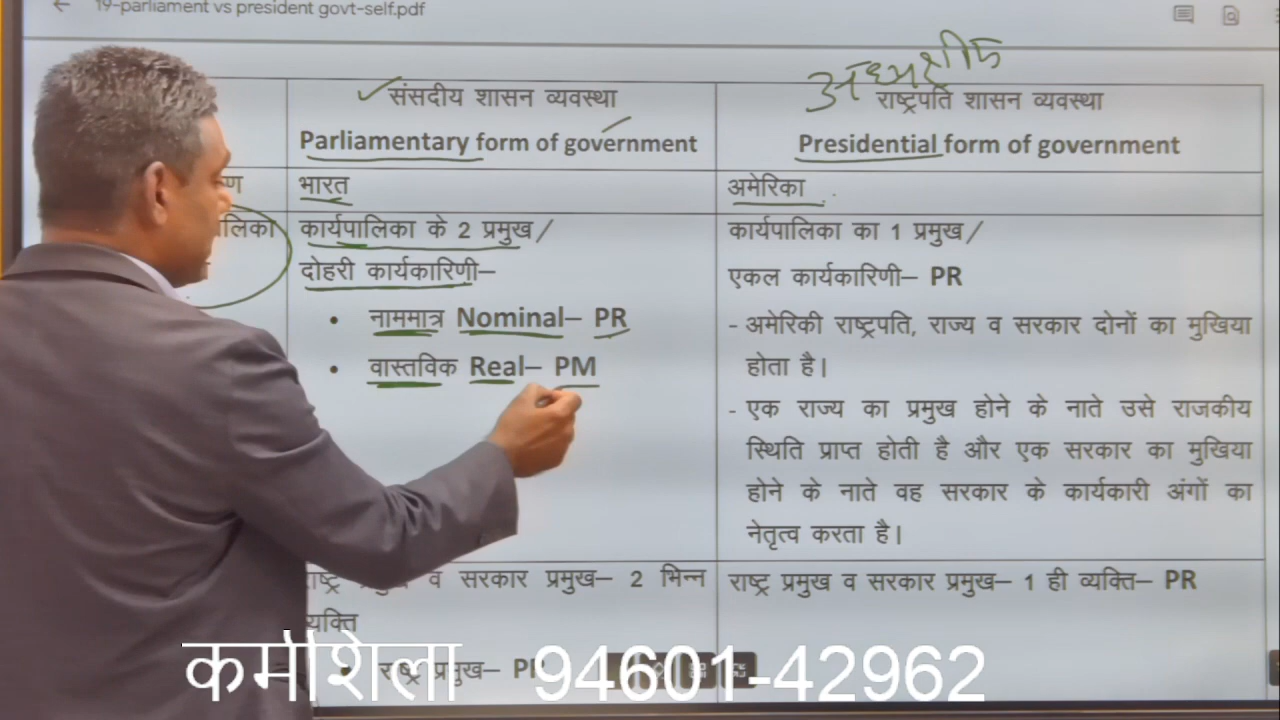 19-parliament vs president govt-self.pdf
अध्यक्षीय
संसदीय शासन व्यवस्था
Parliamentary form of government
राष्ट्रपति शासन व्यवस्था
Presidential form of government
भारत
अमेरिका
कार्यपालिका के 2 प्रमुख/
दोहरी कार्यकारिणी–
• नाममात्र Nominal– PR
• वास्तविक Real– PM
कार्यपालिका का 1 प्रमुख/
एकल कार्यकारिणी– PR
- अमेरिकी राष्ट्रपति, राज्य व सरकार दोनों का मुखिया
होता है।
- एक राज्य का प्रमुख होने के नाते उसे राजकीय
स्थिति प्राप्त होती है और एक सरकार का मुखिया
होने के नाते वह सरकार के कार्यकारी अंगों का
नेतृत्व करता है।
व सरकार प्रमुख– 2 भिन्न
राष्ट्र प्रमुख व सरकार प्रमुख– 1 ही व्यक्ति– PR
राष्ट्र प्रमुख– PR
कर्मशिला 94601-42962